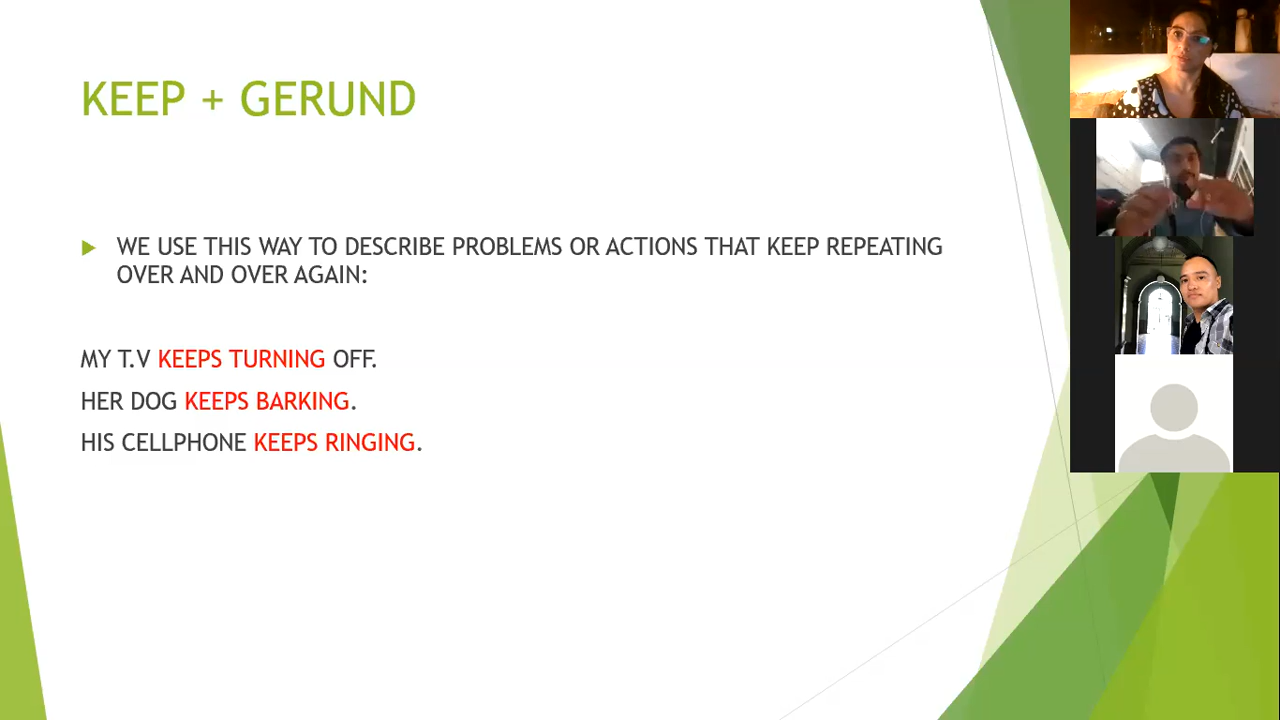 KEEP + GERUND
WE USE THIS WAY TO DESCRIBE PROBLEMS OR ACTIONS THAT KEEP REPEATING
OVER AND OVER AGAIN:
MY T.V KEEPS TURNING OFF.
HER DOG KEEPS BARKING.
HIS CELLPHONE KEEPS RINGING.